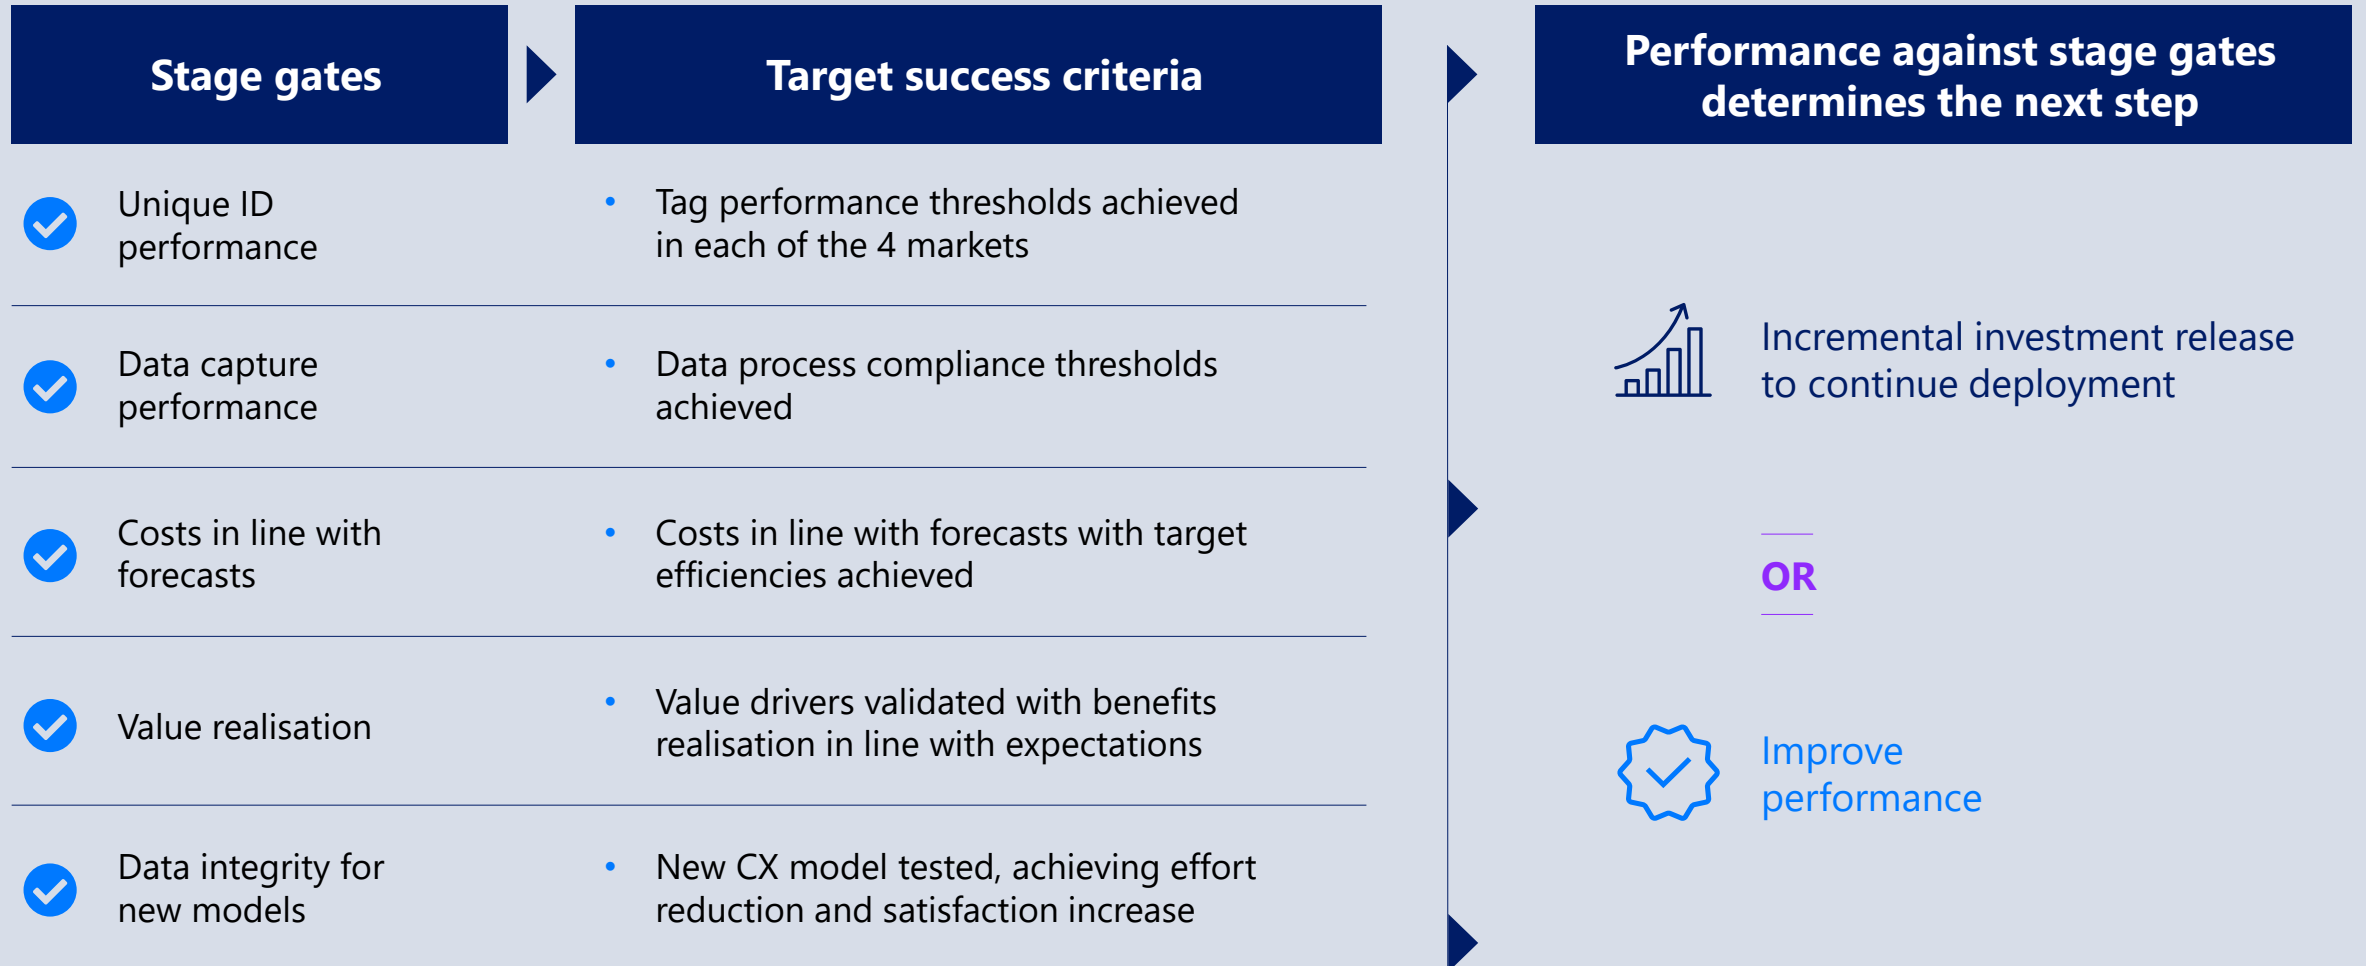 Stage gates
Target success criteria
Performance against stage gates
determines the next step
Unique ID
performance
• Tag performance thresholds achieved
in each of the 4 markets
Data capture
performance
• Data process compliance thresholds
achieved
Costs in line with
forecasts
• Costs in line with forecasts with target
efficiencies achieved
Value realisation
• Value drivers validated with benefits
realisation in line with expectations
Data integrity for
new models
• New CX model tested, achieving effort
reduction and satisfaction increase
Incremental investment release
to continue deployment
OR
Improve
performance